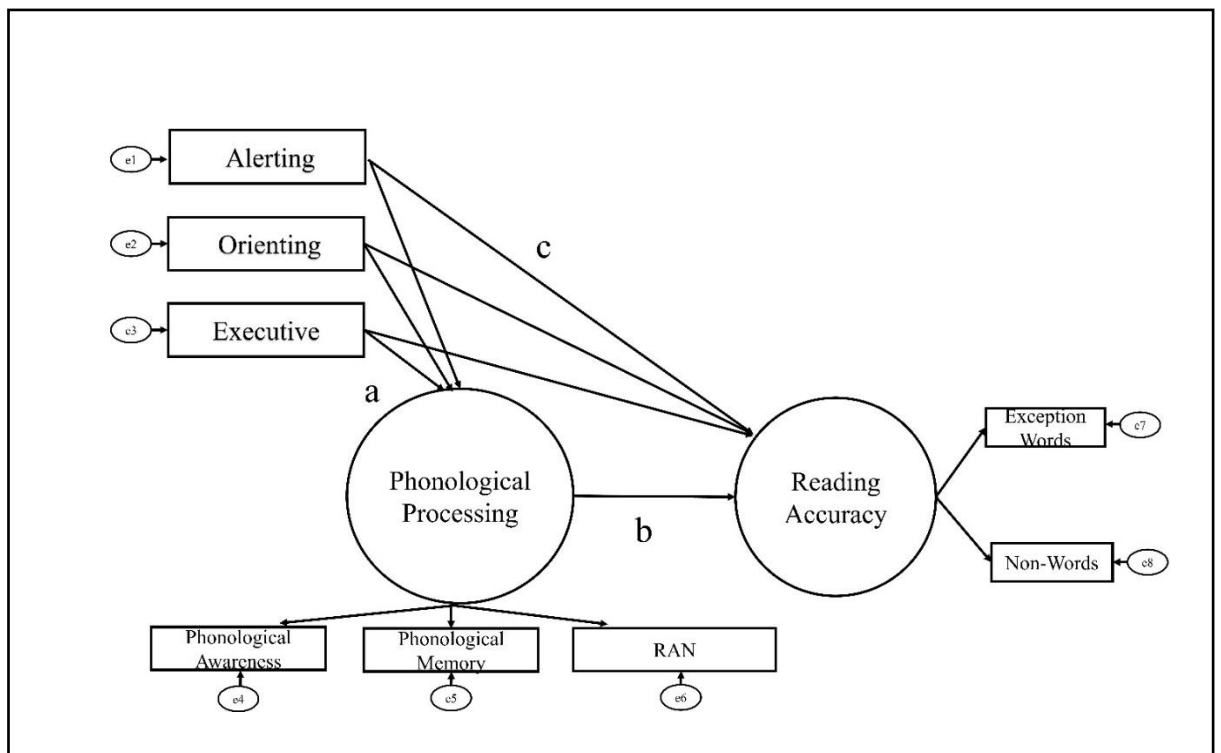 e1
Alerting
e2
Orienting
c
e3
Executive
a
Phonological
Processing
b
Reading
Accuracy
Exception
Words
e7
Non-Words
e8
Phonological
Awareness
Phonological
Memory
RAN
e4
e5
e6